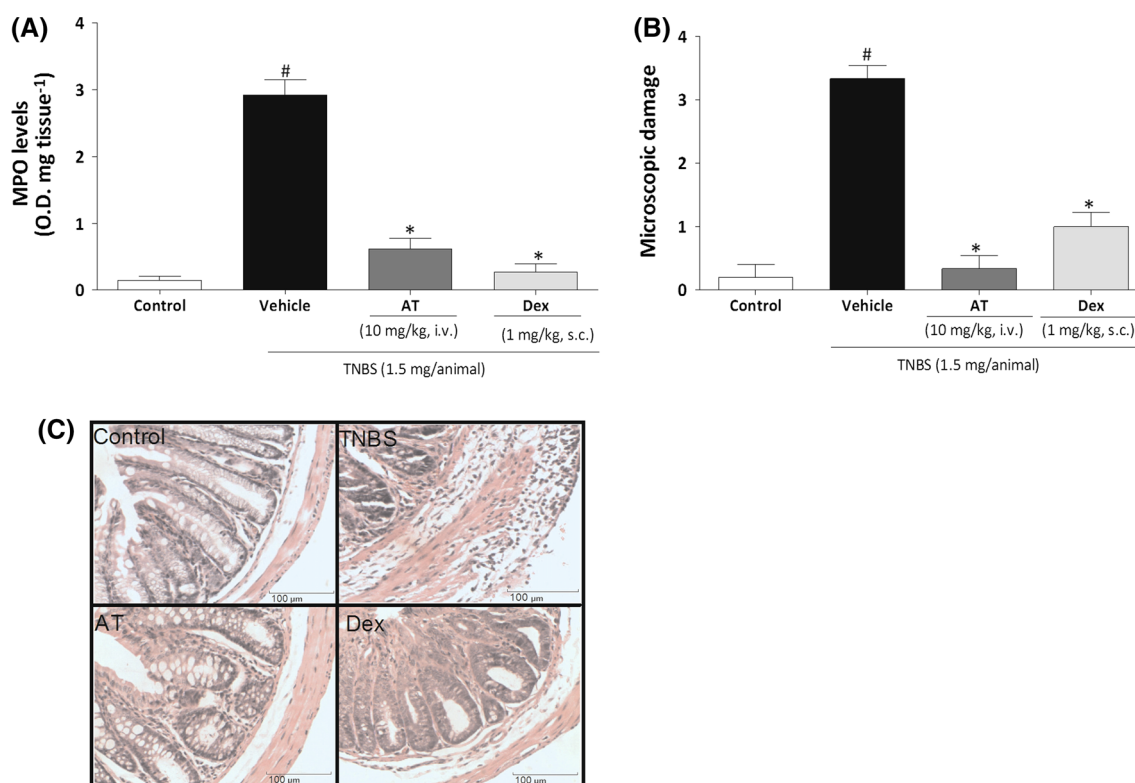 (A)
MPO levels
(O.D. mg tissue⁻¹)
4
3
2
1
0
#
*
*
Control
Vehicle
AT
Dex
(10 mg/kg, i.v.)
(1 mg/kg, s.c.)
TNBS (1.5 mg/animal)
(B)
Microscopic damage
4
3
2
1
0
#
*
*
Control
Vehicle
AT
Dex
(10 mg/kg, i.v.)
(1 mg/kg, s.c.)
TNBS (1.5 mg/animal)
(C)
Control
100 µm
TNBS
100 µm
AT
100 µm
Dex
100 µm